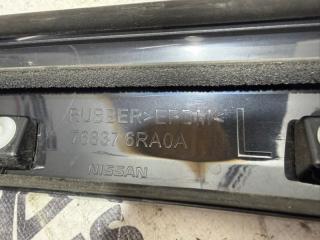 RUBBER>EPDM<
76837 6RA0A
L
NISSAN